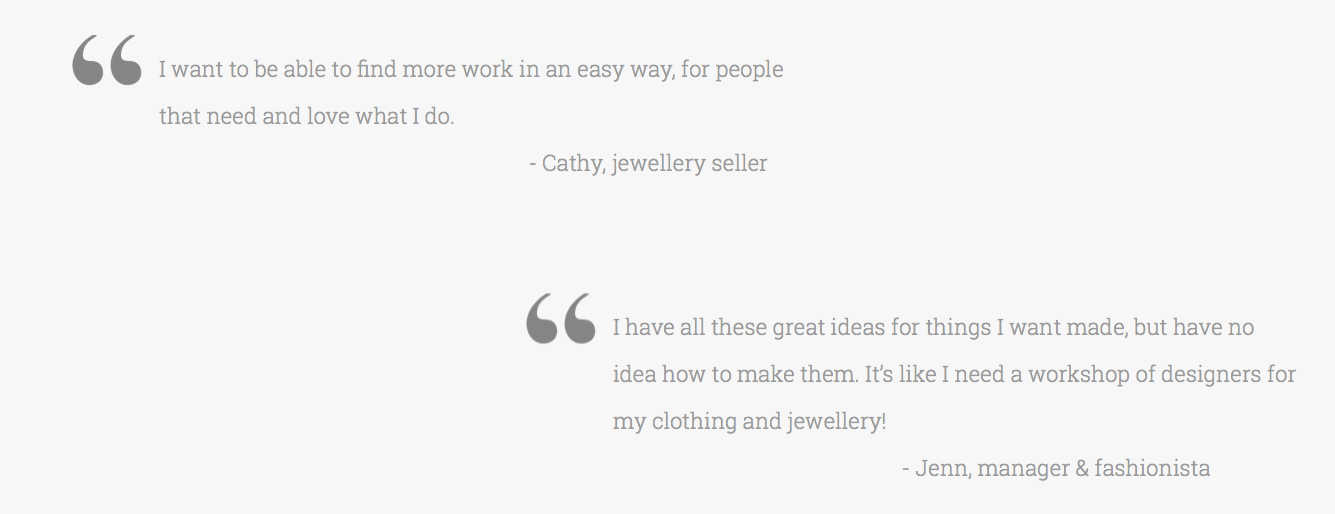 “ I want to be able to find more work in an easy way, for people
that need and love what I do.
- Cathy, jewellery seller
“ I have all these great ideas for things I want made, but have no
idea how to make them. It’s like I need a workshop of designers for
my clothing and jewellery!
- Jenn, manager & fashionista